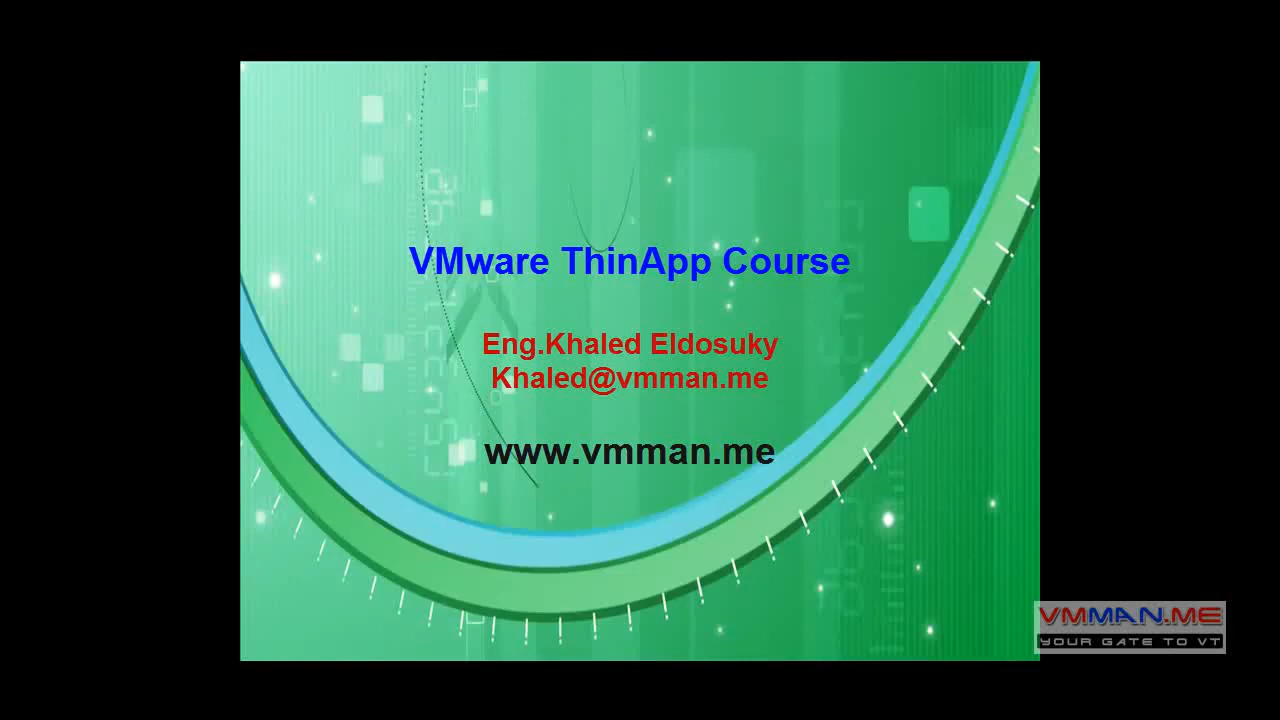 VMware ThinApp Course
Eng.Khaled Eldosuky
Khaled@vmman.me
www.vmman.me
VMMAN.ME
YOUR GATE TO VT